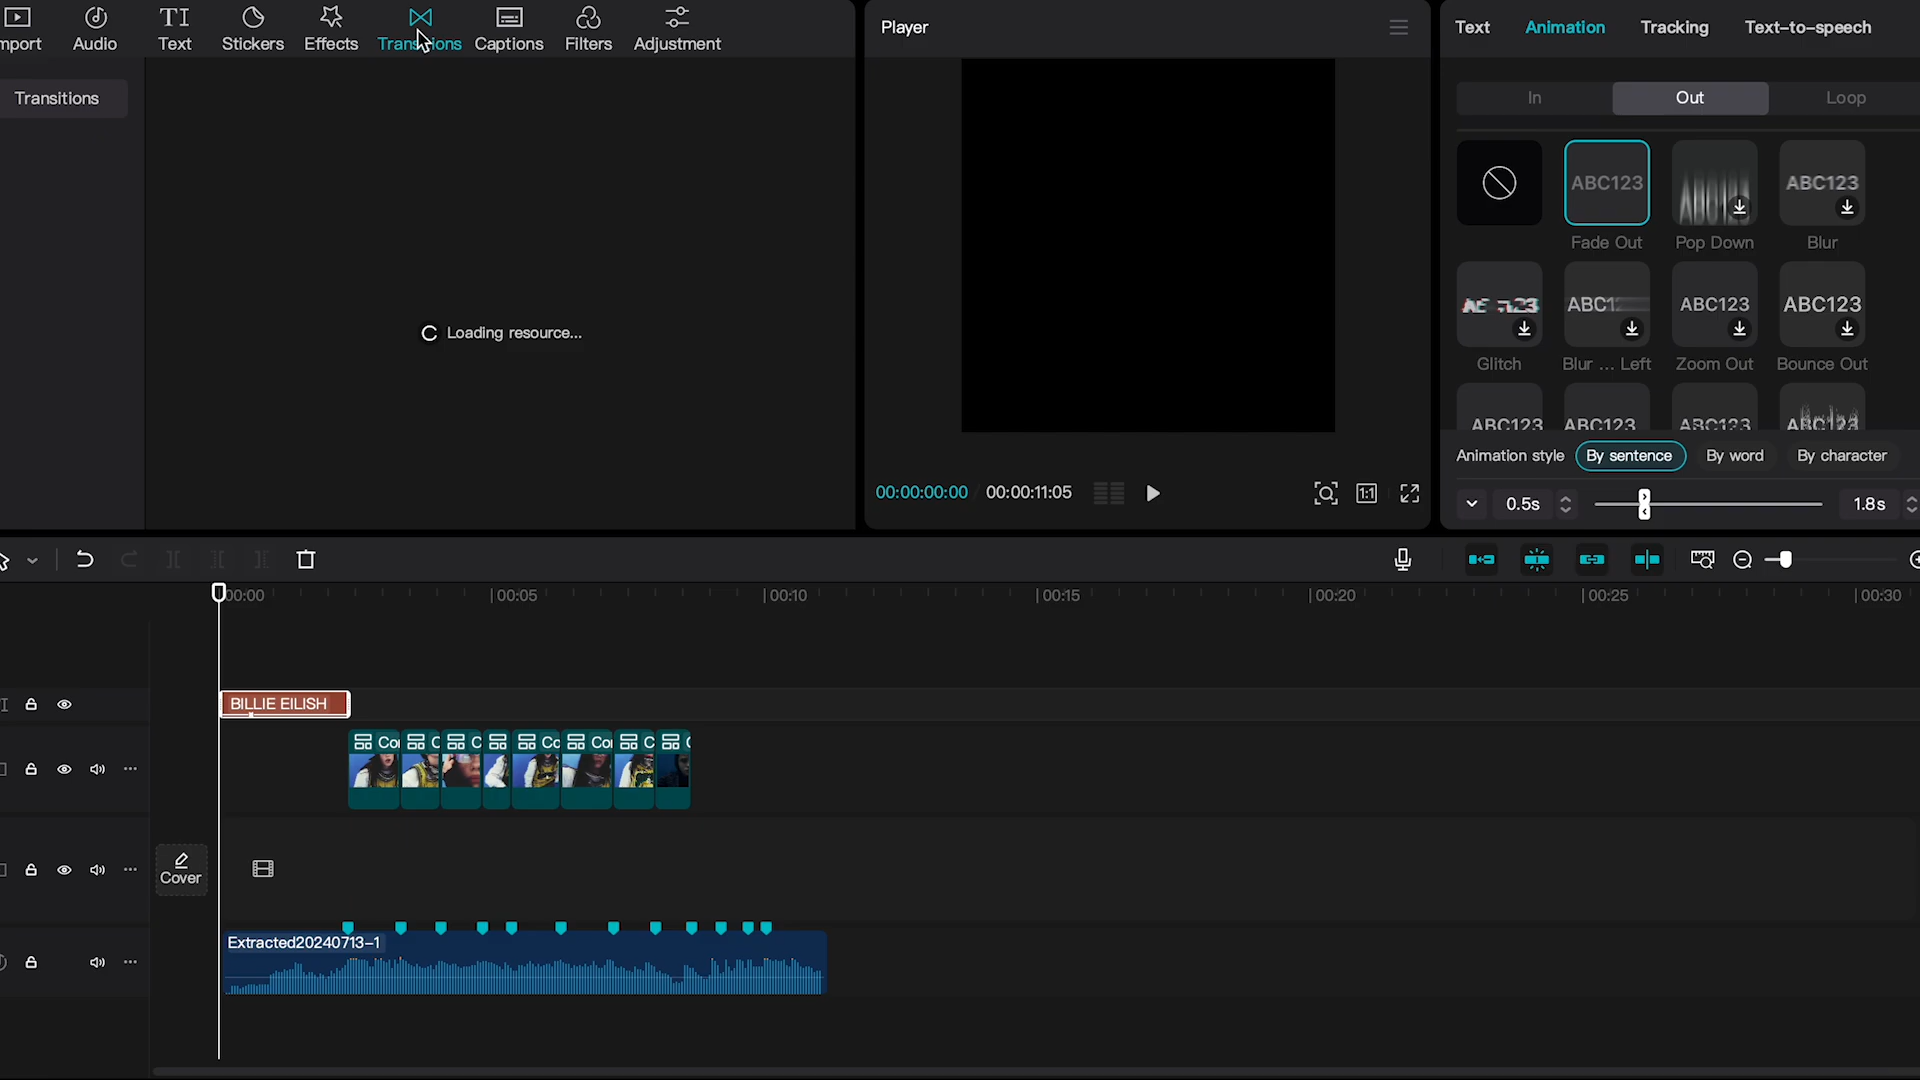 mport
Audio
Text
Stickers
Effects
Transitions
Captions
Filters
Adjustment
Transitions
Loading resource...
Player
00:00:00:00
00:00:11:05
1:1
Text
Animation
Tracking
Text-to-speech
In
Out
Loop
ABC123
ABC123
Fade Out
Pop Down
Blur
ABC123
ABC123
Glitch
Blur ... Left
Zoom Out
Bounce Out
ABC123
ABC123
ABC123
Animation style
By sentence
By word
By character
0.5s
1.8s
00:00
00:05
00:10
00:15
00:20
00:25
00:30
BILLIE EILISH
Co
C
C
Co
Co
C
Cover
Extracted20240713-1